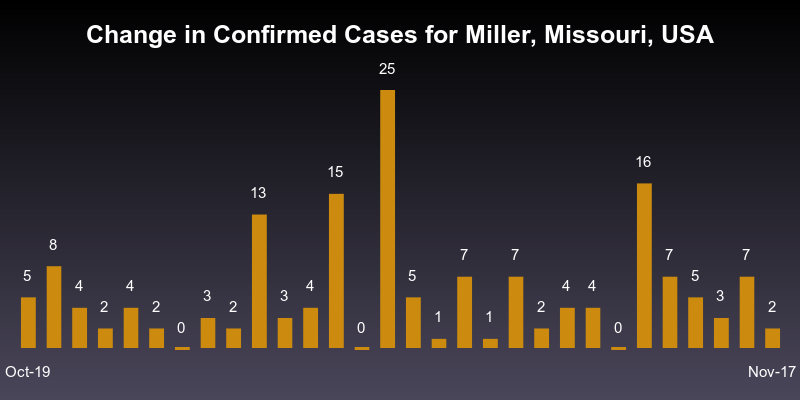 Change in Confirmed Cases for Miller, Missouri, USA
5 8 4 2 4 2 0 3 2 13 3 4 15 0 25 5 1 7 1 7 2 4 4 0 16 7 5 3 7 2
Oct-19 Nov-17